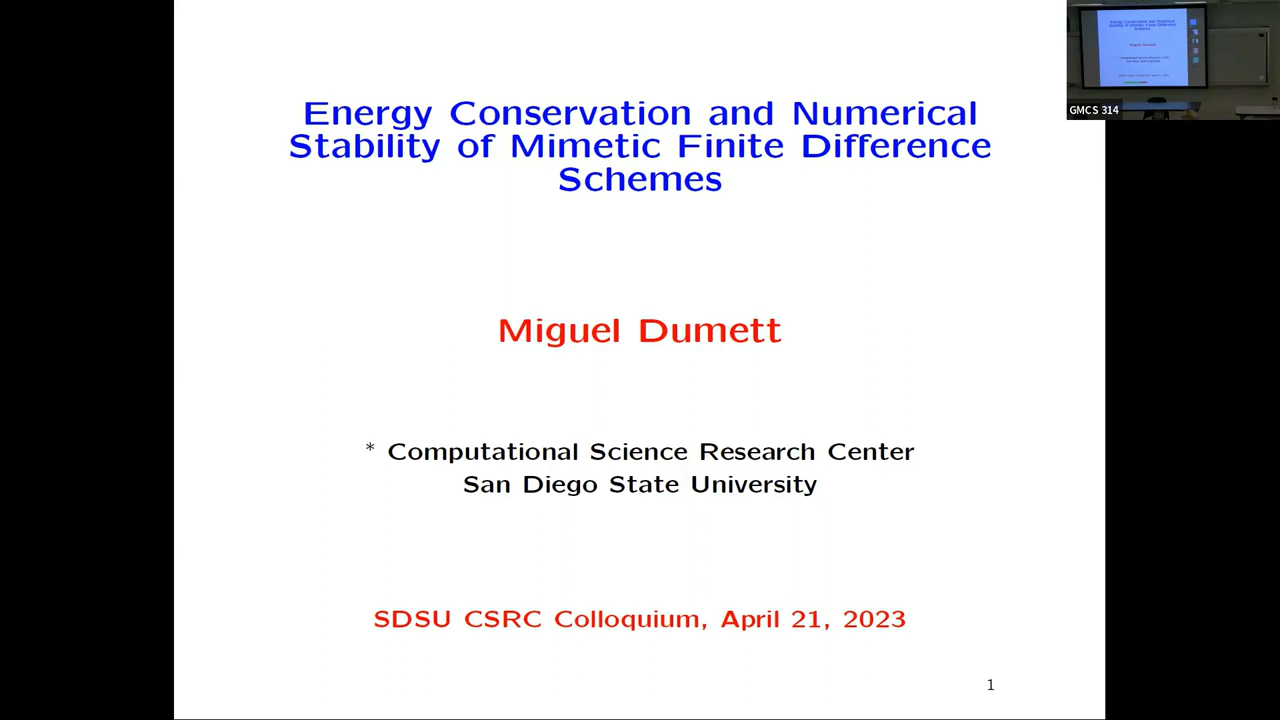 Energy Conservation and Numerical
Stability of Mimetic Finite Difference
Schemes
Miguel Dumett
* Computational Science Research Center
San Diego State University
SDSU CSRC Colloquium, April 21, 2023
1
GMCS 314